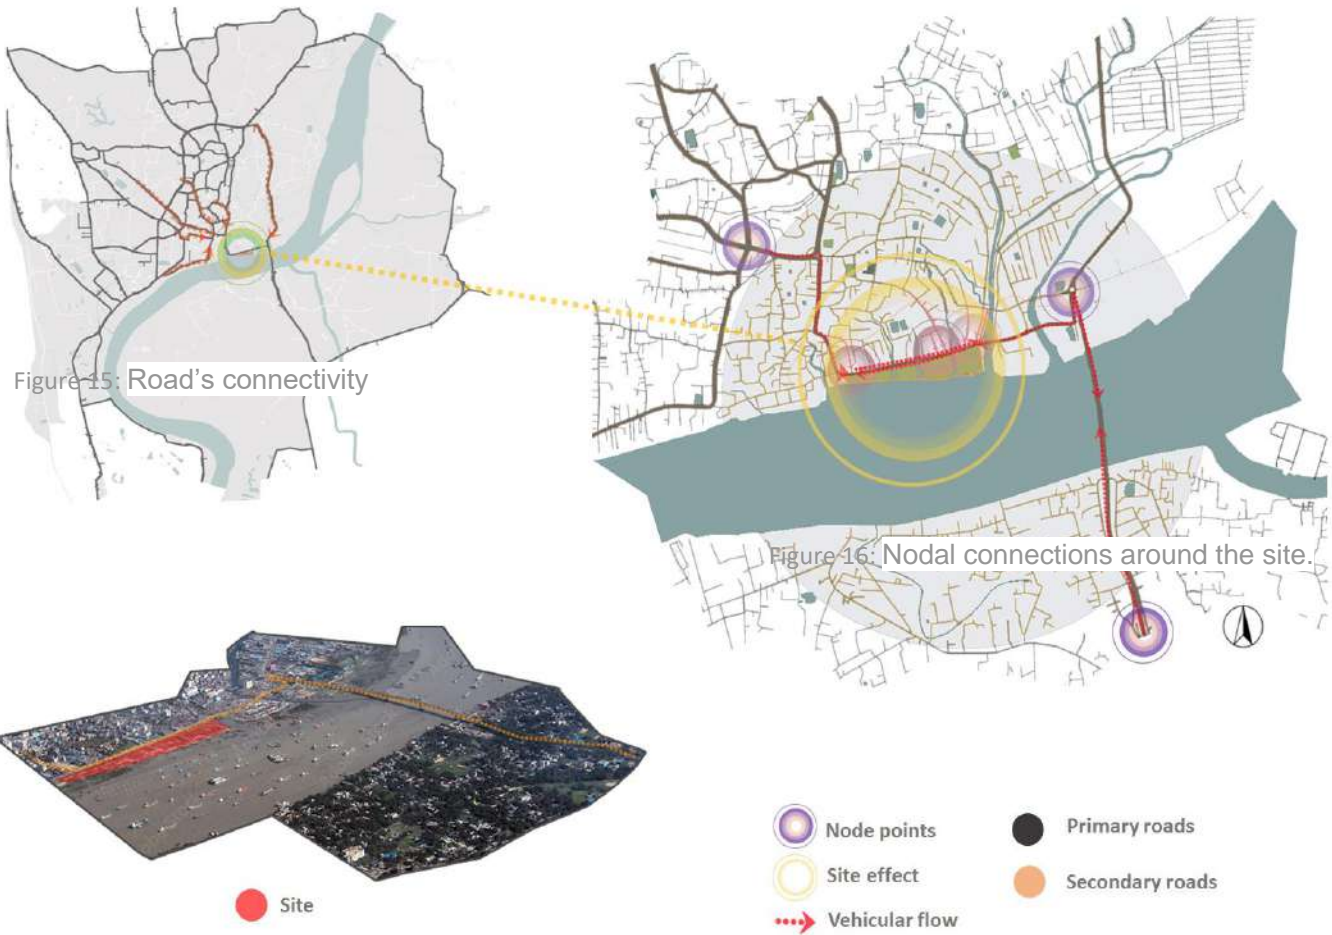 Figure 15: Road's connectivity
Figure 16: Nodal connections around the site.
Site
Node points
Site effect
Vehicular flow
Primary roads
Secondary roads